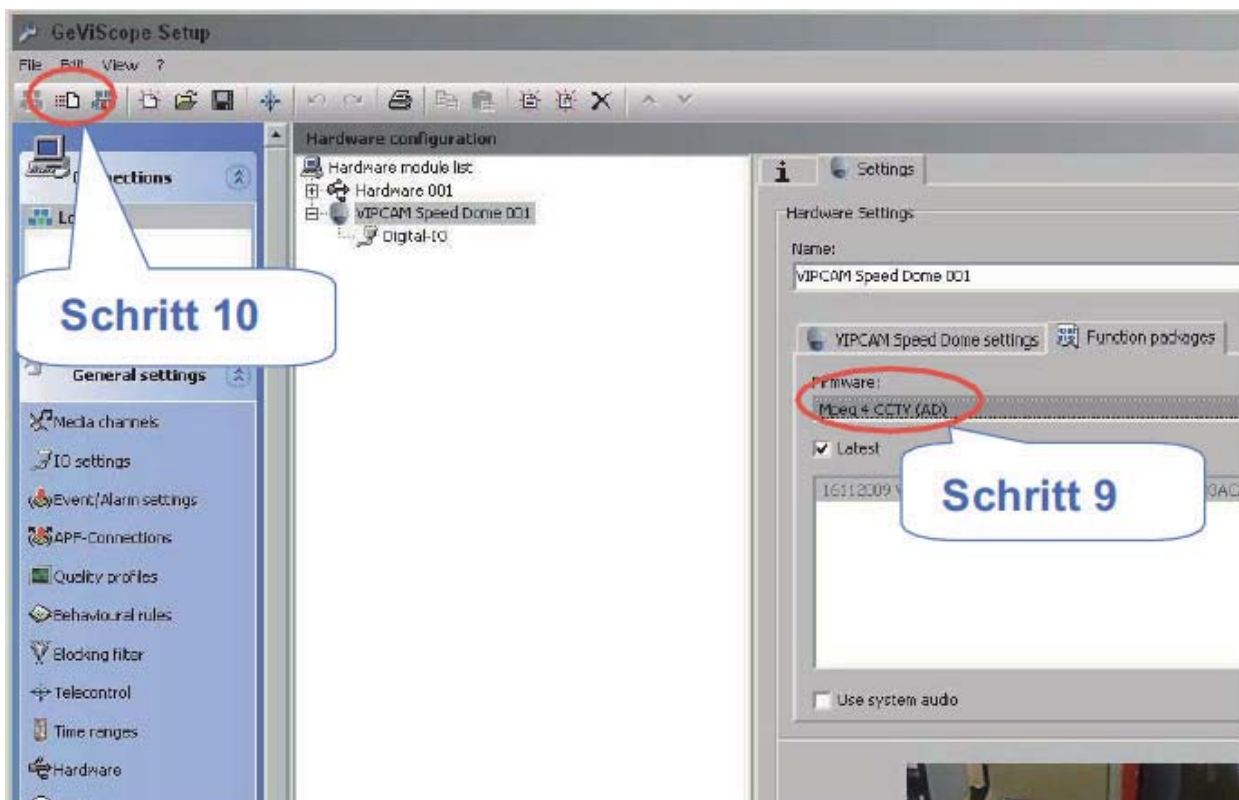 GeViScope Setup
File Edit View ?
Connections
Schritt 10
General settings
Media channels
IO settings
Event/Alarm settings
APF-Connections
Quality profiles
Behavioural rules
Blocking filter
Telecontrol
Time ranges
Hardware
Hardware configuration
Hardware module list
Hardware 001
VIPCAM Speed Dome 001
Digital-IO
Settings
Hardware Settings
Name:
VIPCAM Speed Dome 001
VIPCAM Speed Dome settings
Function packages
Firmware:
Mpeg 4 CCTV (AD)
Latest
Schritt 9
Use system audio